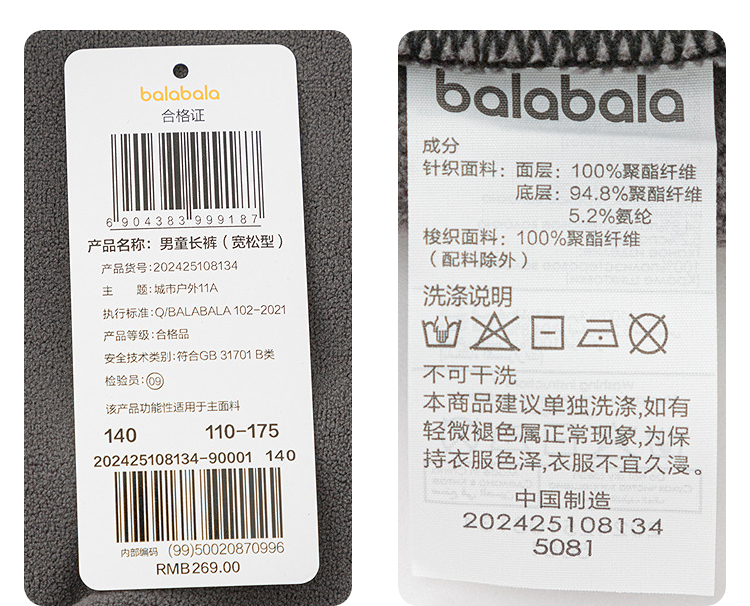 balabala
合格证
6 904383 999187
产品名称: 男童长裤(宽松型)
产品货号:202425108134
主 题:城市户外11A
执行标准:Q/BALABALA 102-2021
产品等级:合格品
安全技术类别:符合GB 31701 B类
检验员:09
该产品功能性适用于主面料
140 110-175
202425108134-90001 140
内部编码 (99)50020870996
RMB269.00
balabala
成分
针织面料: 面层: 100%聚酯纤维
底层: 94.8%聚酯纤维
5.2%氨纶
梭织面料: 100%聚酯纤维
(配料除外)
洗涤说明
不可干洗
本商品建议单独洗涤,如有
轻微褪色属正常现象,为保
持衣服色泽,衣服不宜久浸。
中国制造
202425108134
5081